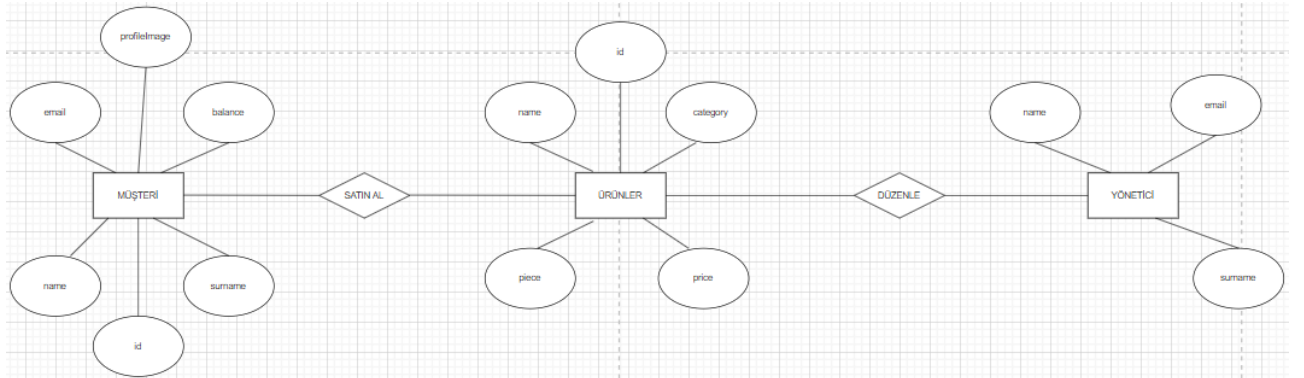 profileImage
id
email
balance
name
category
name
email
MÜŞTERİ
SATIN AL
ÜRÜNLER
DÜZENLE
YÖNETİCİ
name
surname
piece
price
surname
id